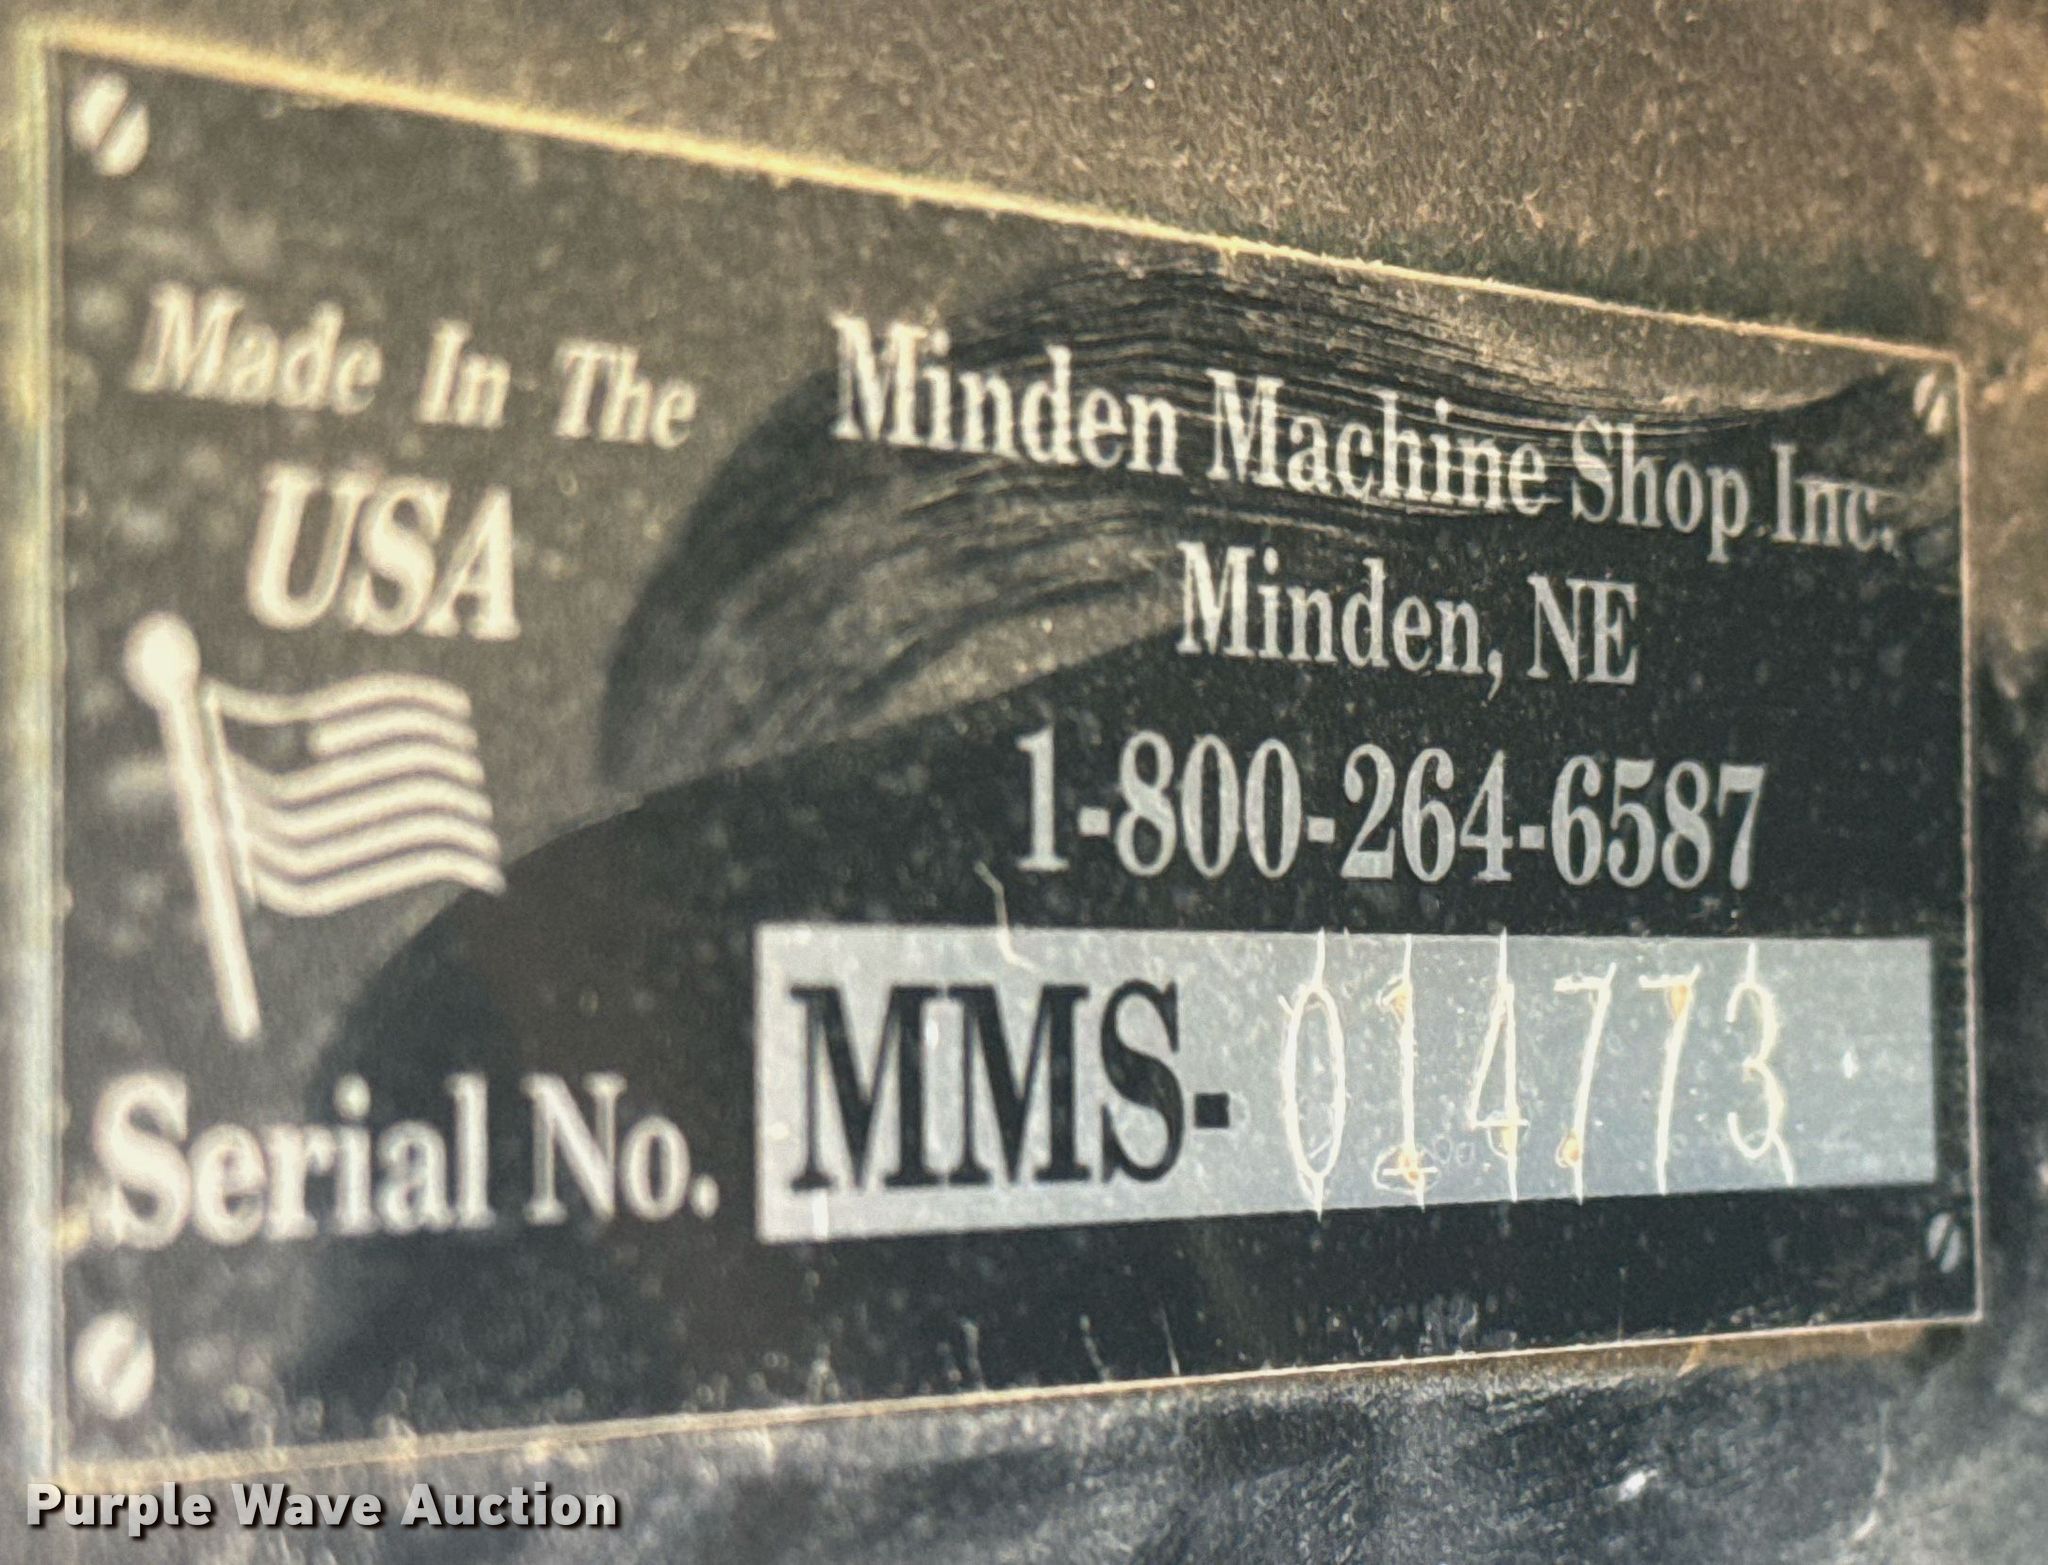 Made In The
USA
Minden Machine Shop Inc.
Minden, NE
1-800-264-6587
Serial No. MMS-014773
Purple Wave Auction